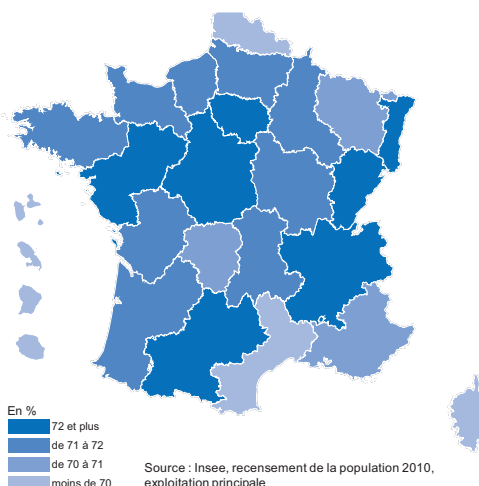 En %
72 et plus
de 71 à 72
de 70 à 71
moins de 70
Source : Insee, recensement de la population 2010,
exploitation principale